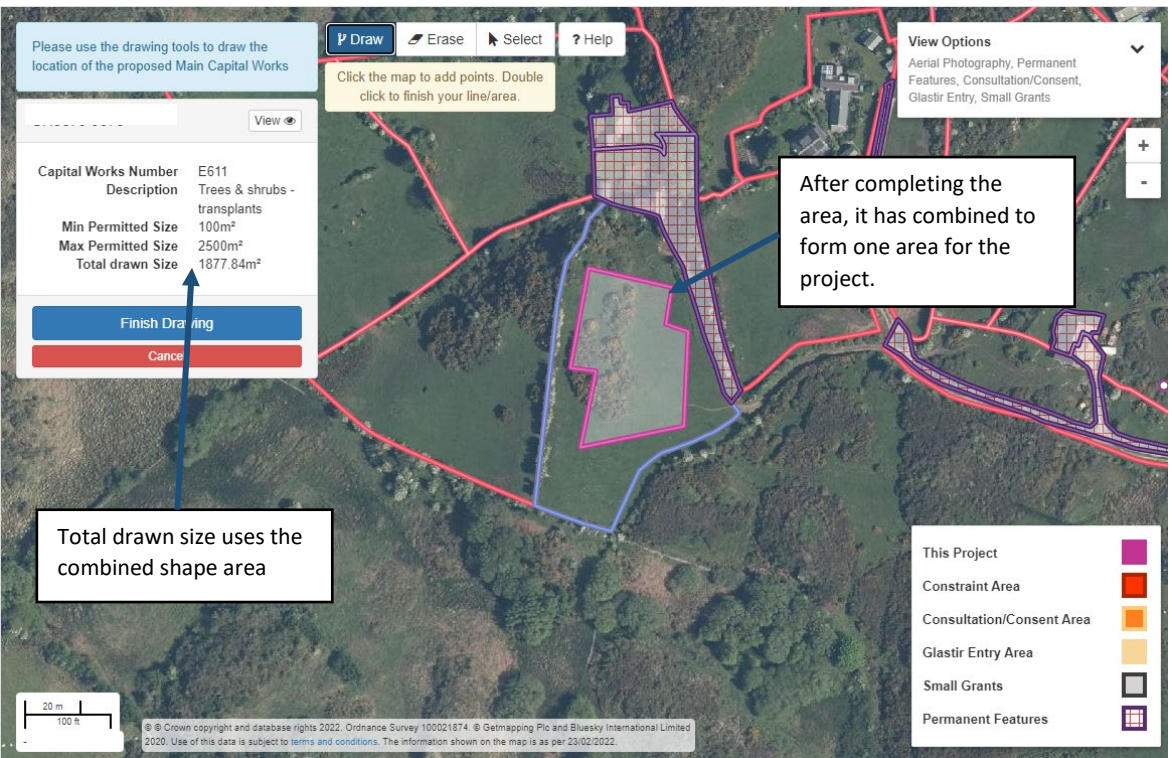 Please use the drawing tools to draw the
location of the proposed Main Capital Works
Draw
Erase
Select
? Help
Click the map to add points. Double
click to finish your line/area.
View Options
Aerial Photography, Permanent
Features, Consultation/Consent,
Glastir Entry, Small Grants
+
-
View
Capital Works Number E611
Description Trees & shrubs -
transplants
Min Permitted Size 100m²
Max Permitted Size 2500m²
Total drawn Size 1877.84m²
Finish Drawing
Cancel
After completing the
area, it has combined to
form one area for the
project.
Total drawn size uses the
combined shape area
This Project
Constraint Area
Consultation/Consent Area
Glastir Entry Area
Small Grants
Permanent Features
20 m
100 ft
© © Crown copyright and database rights 2022. Ordnance Survey 100021874. © Getmapping Plc and Bluesky International Limited
2020. Use of this data is subject to terms and conditions. The information shown on the map is as per 23/02/2022.